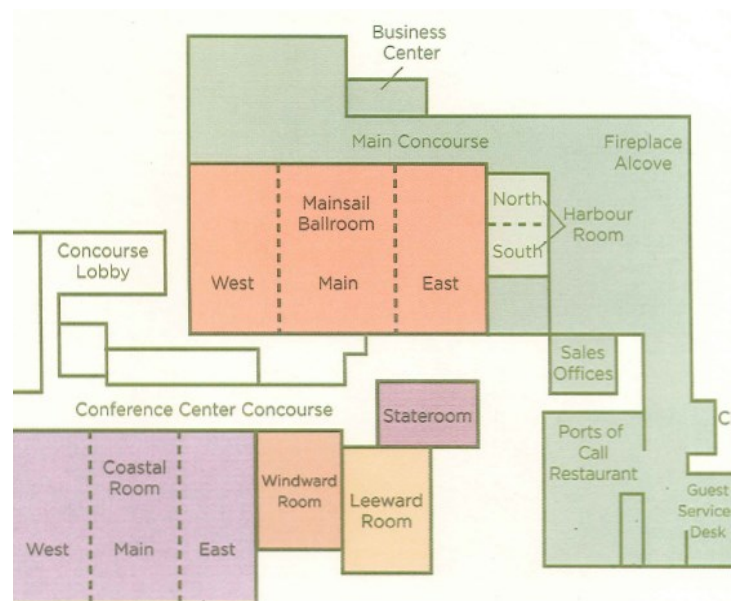 Business
Center
Main Concourse
Fireplace
Alcove
North
Mainsail
Ballroom
Harbour
Room
Concourse
Lobby
South
West
Main
East
Sales
Offices
Conference Center Concourse
Stateroom
C
Ports of
Call
Restaurant
Coastal
Room
Windward
Room
Leeward
Room
Guest
Service
Desk
West
Main
East